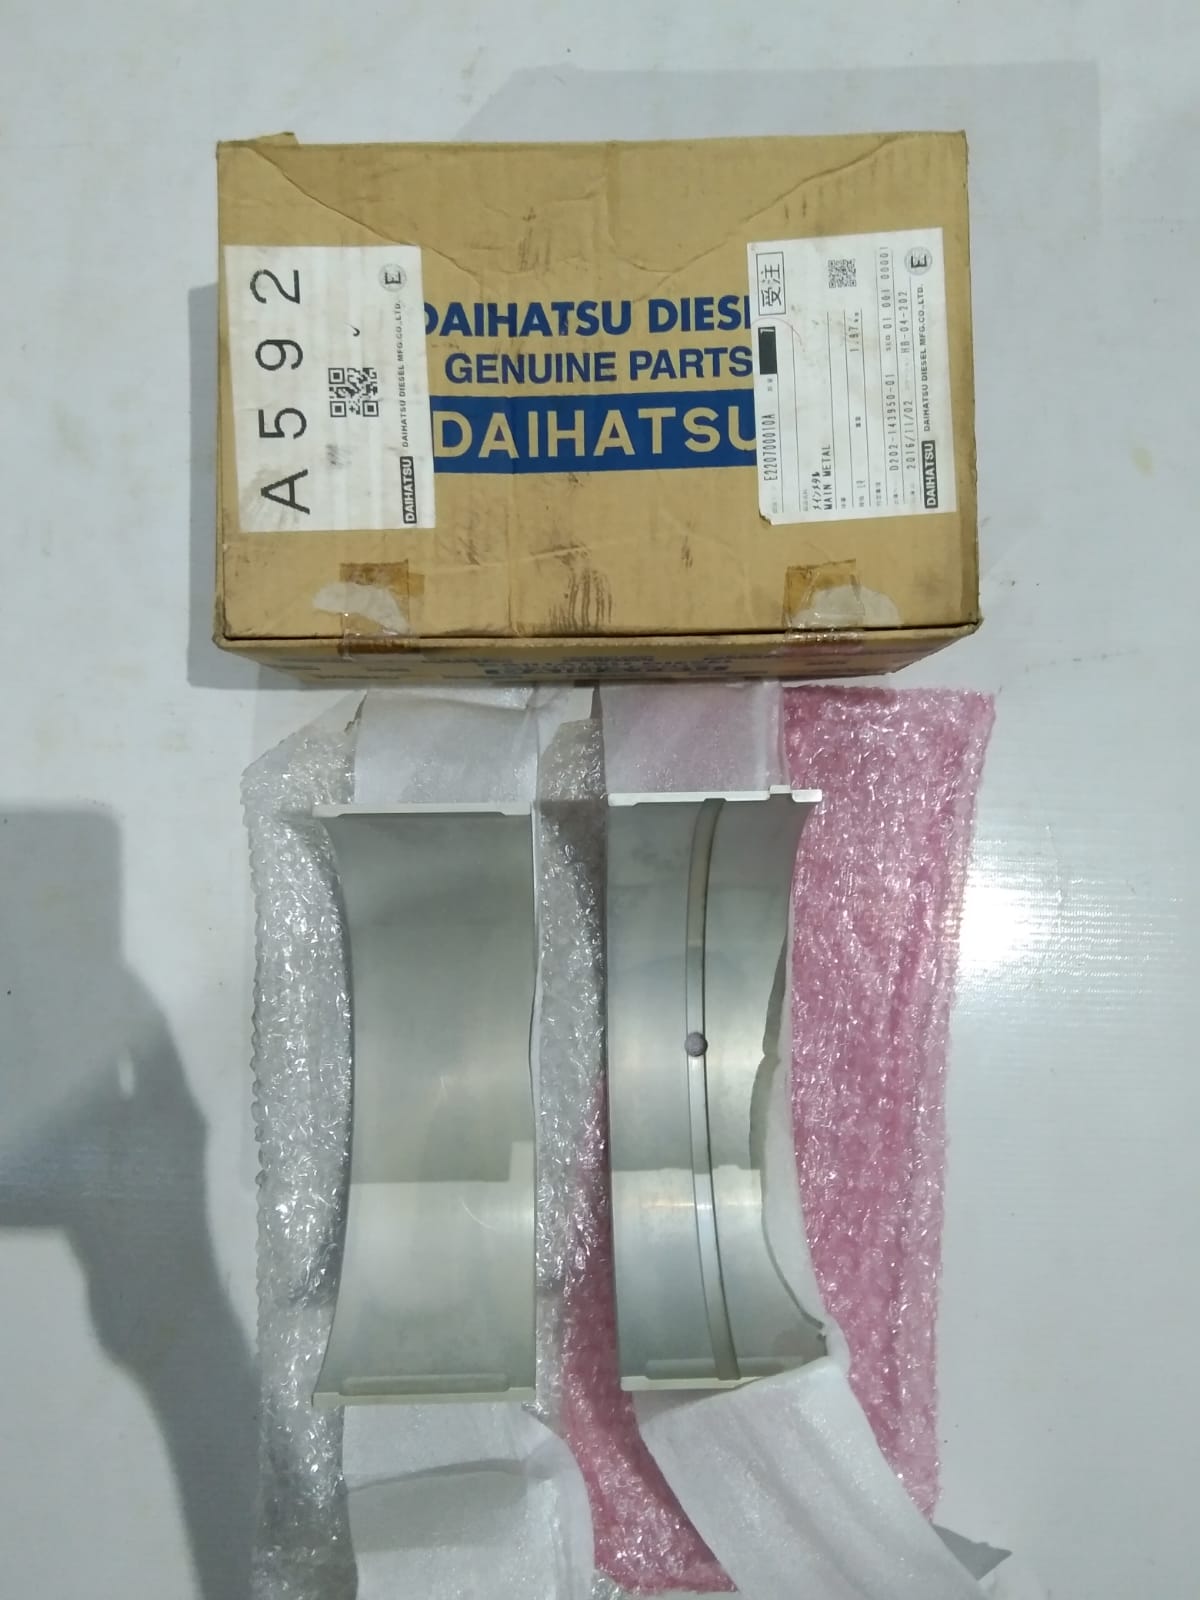 A592
DAIHATSU DAIHATSU DIESEL MFG.CO.,LTD.
DAIHATSU DIESE
GENUINE PARTS
DAIHATSU
受注
E220700010A
メインメタル
MAIN METAL
1.97
D202-143950-01 SEQ 01 001 00001
2016/11/02 HB-04-202
DAIHATSU DAIHATSU DIESEL MFG.CO.,LTD.